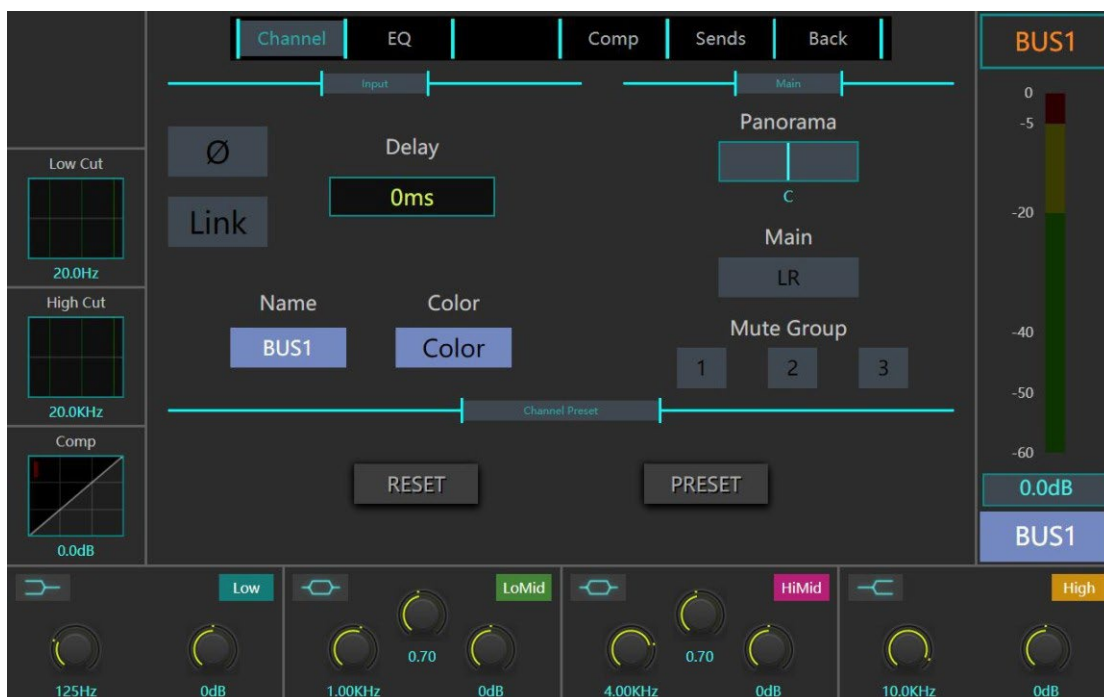 Channel EQ Comp Sends Back
BUS1
Input
Main
0
-5
-20
-40
-50
-60
0.0dB
BUS1
Low Cut
20.0Hz
High Cut
20.0KHz
Comp
0.0dB
Ø
Link
Delay
0ms
Name
BUS1
Color
Color
Panorama
C
Main
LR
Mute Group
1 2 3
Channel Preset
RESET
PRESET
Low
125Hz
0dB
LoMid
0.70
1.00KHz
0dB
HiMid
0.70
4.00KHz
0dB
High
10.0KHz
0dB